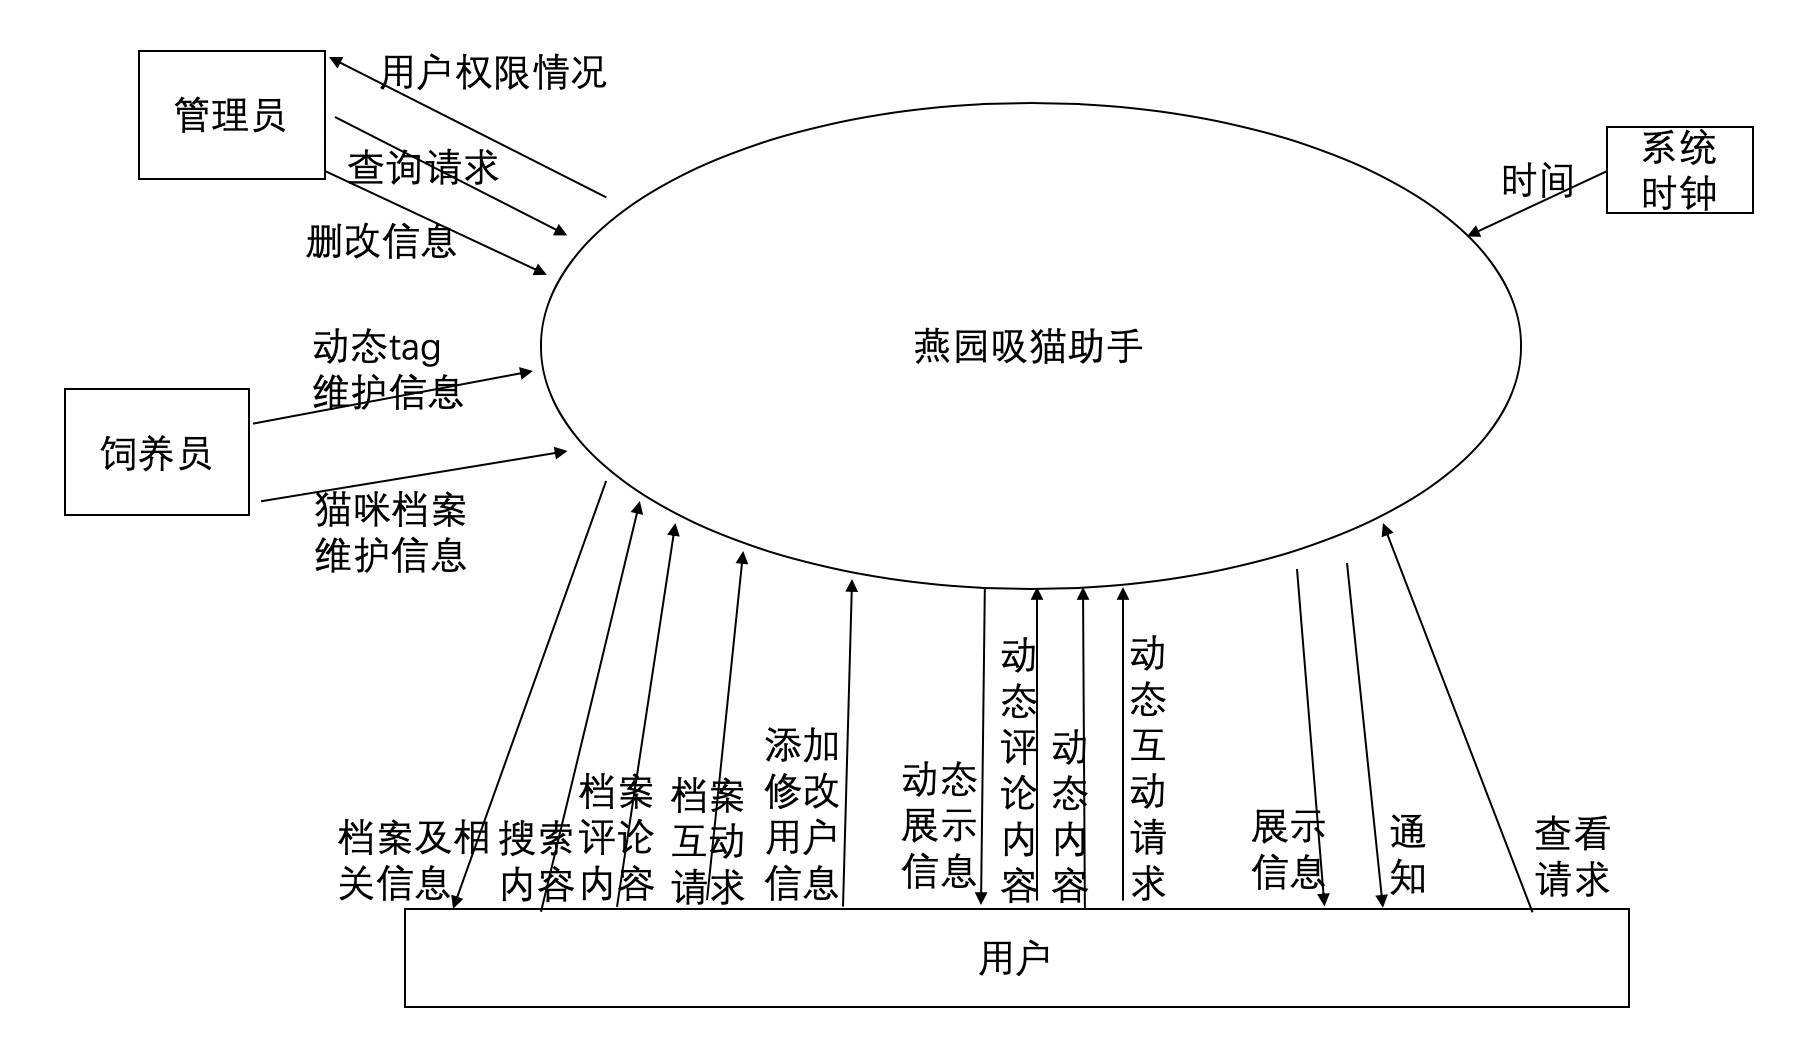 用户权限情况
管理员
查询请求
删改信息
系统
时钟
时间
燕园吸猫助手
动态tag
维护信息
饲养员
猫咪档案
维护信息
档案及相
关信息
搜索
内容
档案
评论
内容
档案
互动
请求
添加
修改
用户
信息
动态
展示
信息
动
态
评
论
内
容
动
态
内
容
动
态
互
动
请
求
展示
信息
通
知
查看
请求
用户